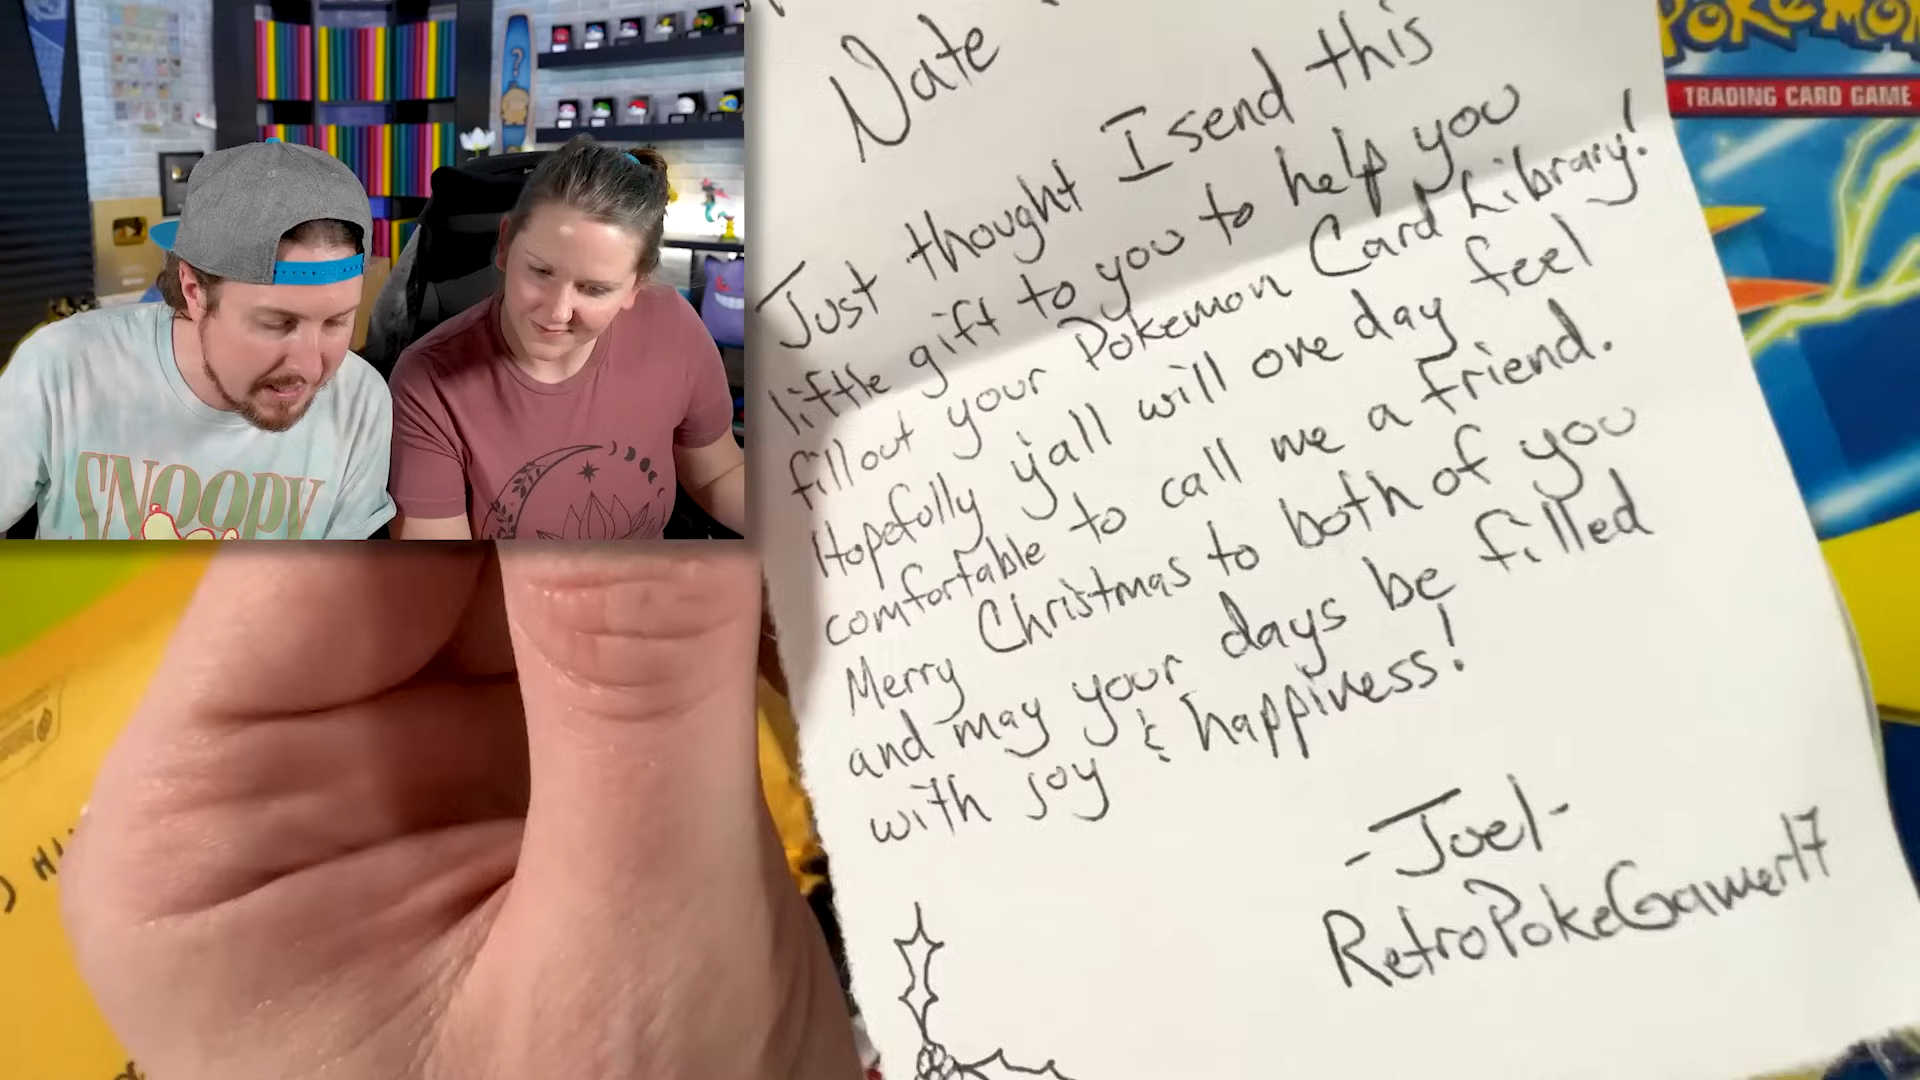 Nate
Just thought I send this
little gift to you to help you
fill out your Pokemon Card Library!
Hopefully y'all will one day feel
comfortable to call me a friend.
Merry Christmas to both of you
and may your days be filled
with joy & happiness!
-Joel-
RetroPokeGamer17
POKéMON
TRADING CARD GAME
SNOOPY
?